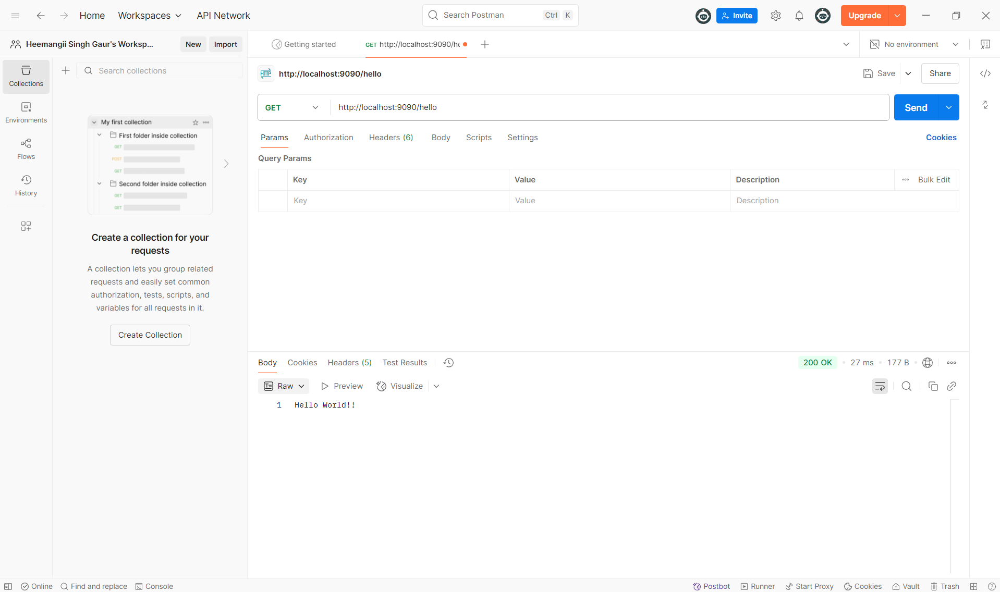 Home Workspaces API Network Search Postman Ctrl K Invite Upgrade
Heemangii Singh Gaur's Worksp... New Import Getting started GET http://localhost:9090/he No environment
Collections
Environments
Flows
History
Search collections
My first collection
First folder inside collection
GET
POST
GET
Second folder inside collection
GET
GET
Create a collection for your
requests
A collection lets you group related
requests and easily set common
authorization, tests, scripts, and
variables for all requests in it.
Create Collection
HTTP http://localhost:9090/hello Save Share
GET http://localhost:9090/hello Send
Params Authorization Headers (6) Body Scripts Settings Cookies
Query Params
Key Value Description Bulk Edit
Key Value Description
Body Cookies Headers (5) Test Results 200 OK 27 ms 177 B
Raw Preview Visualize
1 Hello World!!
Online Find and replace Console Postbot Runner Start Proxy Cookies Vault Trash